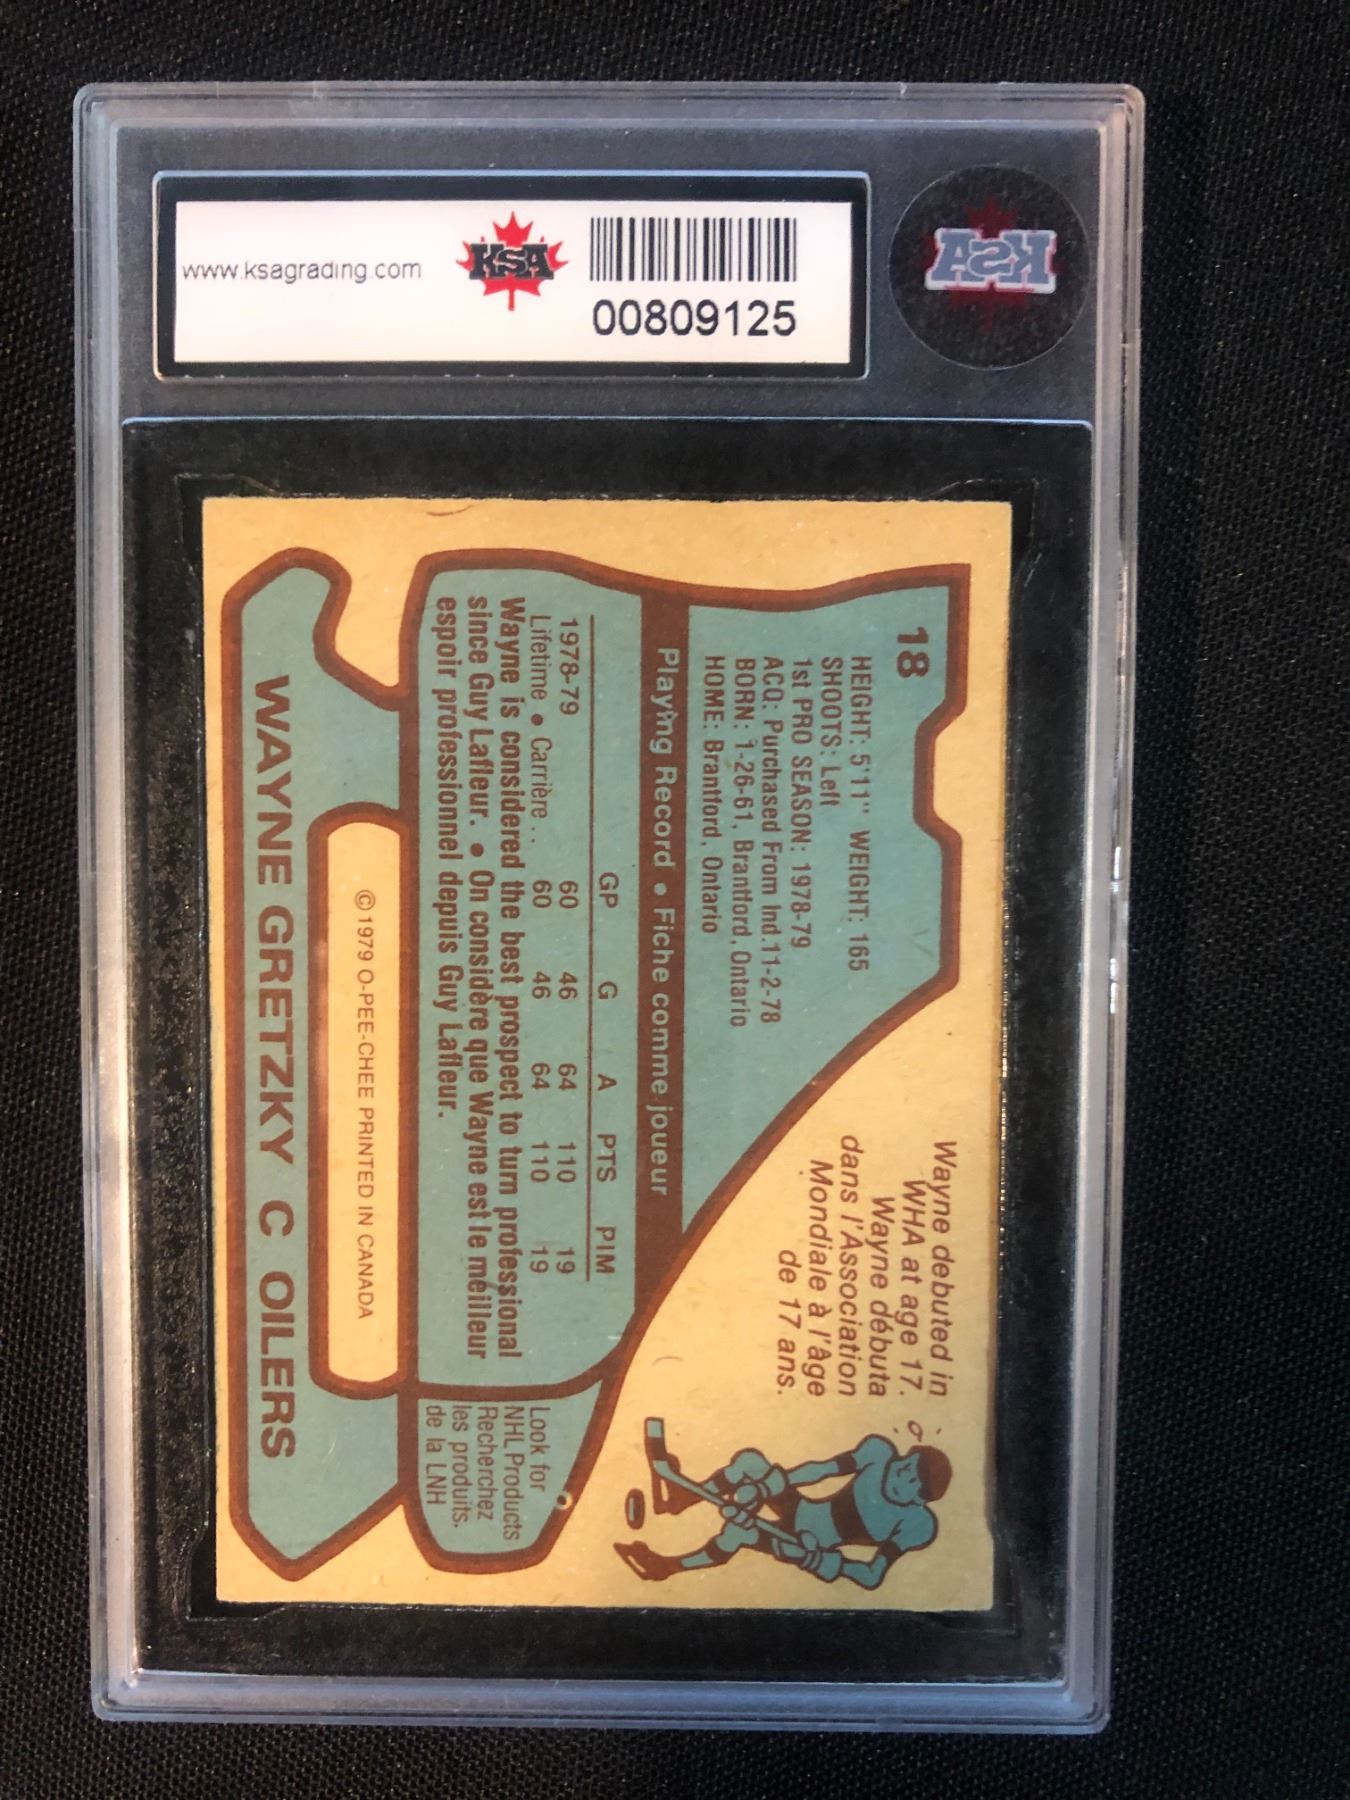 www.ksagrading.com
KSA
00809125
KSA
18
HEIGHT: 5'11" WEIGHT: 165
SHOOTS: Left
1st PRO SEASON: 1978-79
ACQ: Purchased From Ind.11-2-78
BORN: 1-26-61, Brantford, Ontario
HOME: Brantford, Ontario
Wayne debuted in
WHA at age 17.
Wayne débuta
dans l'Association
Mondiale à l'âge
de 17 ans.
Playing Record • Fiche comme joueur
GP G A PTS PIM
1978-79 60 46 64 110 19
Lifetime • Carrière .. 60 46 64 110 19
Wayne is considered the best prospect to turn professional
since Guy Lafleur. • On considère que Wayne est le meilleur
espoir professionnel depuis Guy Lafleur.
Look for
NHL Products
Recherchez
les produits.
de la LNH
© 1979 O-PEE-CHEE PRINTED IN CANADA
WAYNE GRETZKY C OILERS